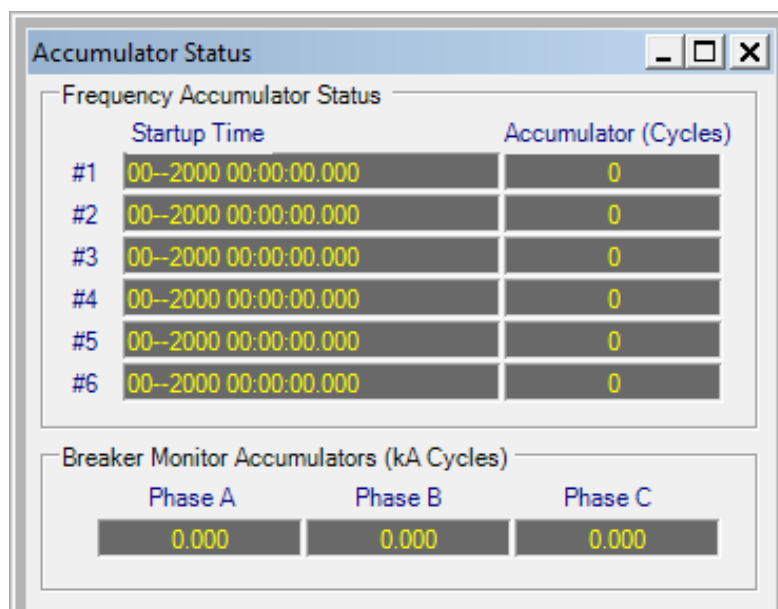 Accumulator Status
Frequency Accumulator Status
Startup Time Accumulator (Cycles)
#1 00--2000 00:00:00.000 0
#2 00--2000 00:00:00.000 0
#3 00--2000 00:00:00.000 0
#4 00--2000 00:00:00.000 0
#5 00--2000 00:00:00.000 0
#6 00--2000 00:00:00.000 0
Breaker Monitor Accumulators (kA Cycles)
Phase A Phase B Phase C
0.000 0.000 0.000